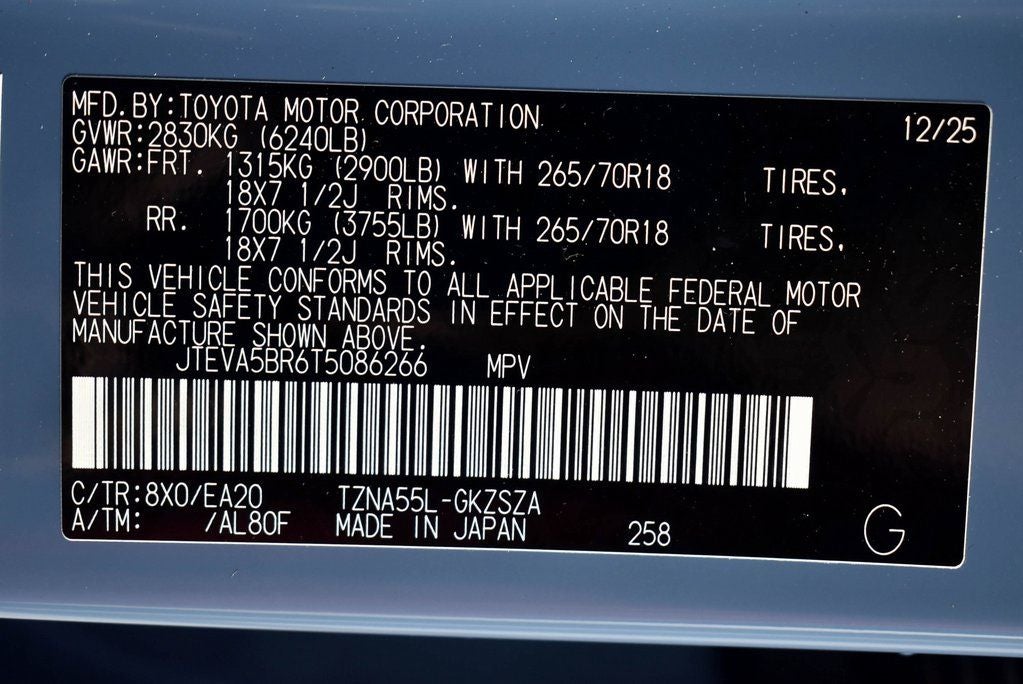 MFD.BY:TOYOTA MOTOR CORPORATION 12/25
GVWR:2830KG (6240LB)
GAWR:FRT. 1315KG (2900LB) WITH 265/70R18 TIRES,
18X7 1/2J RIMS.
RR. 1700KG (3755LB) WITH 265/70R18 TIRES,
18X7 1/2J RIMS.
THIS VEHICLE CONFORMS TO ALL APPLICABLE FEDERAL MOTOR
VEHICLE SAFETY STANDARDS IN EFFECT ON THE DATE OF
MANUFACTURE SHOWN ABOVE.
JTEVA5BR6T5086266 MPV
C/TR:8X0/EA20 TZNA55L-GKZSZA
A/TM: /AL80F MADE IN JAPAN 258 G